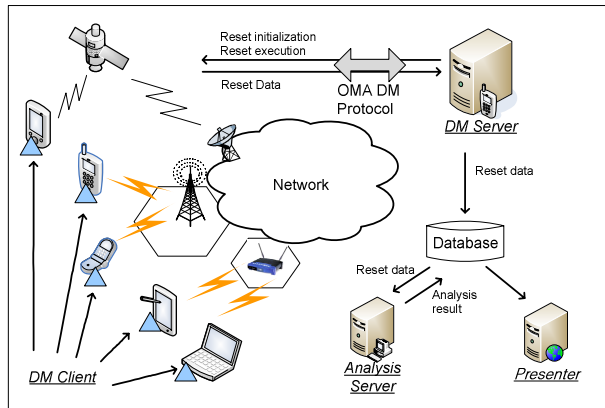 Reset initialization
Reset execution
Reset Data
OMA DM
Protocol
DM Server
Network
Reset data
Database
Reset data
Analysis
result
DM Client
Analysis
Server
Presenter